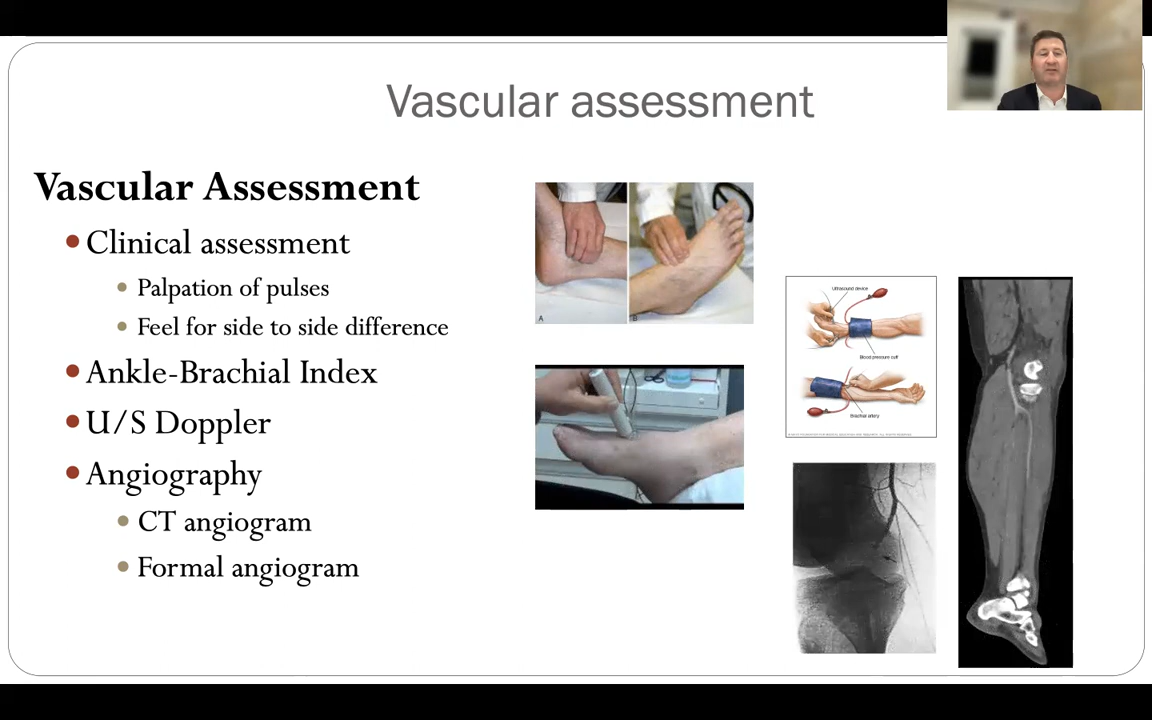 Vascular assessment
Vascular Assessment
Clinical assessment
Palpation of pulses
Feel for side to side difference
Ankle-Brachial Index
U/S Doppler
Angiography
CT angiogram
Formal angiogram
A
B
Ultrasound device
Blood pressure cuff
Brachial artery